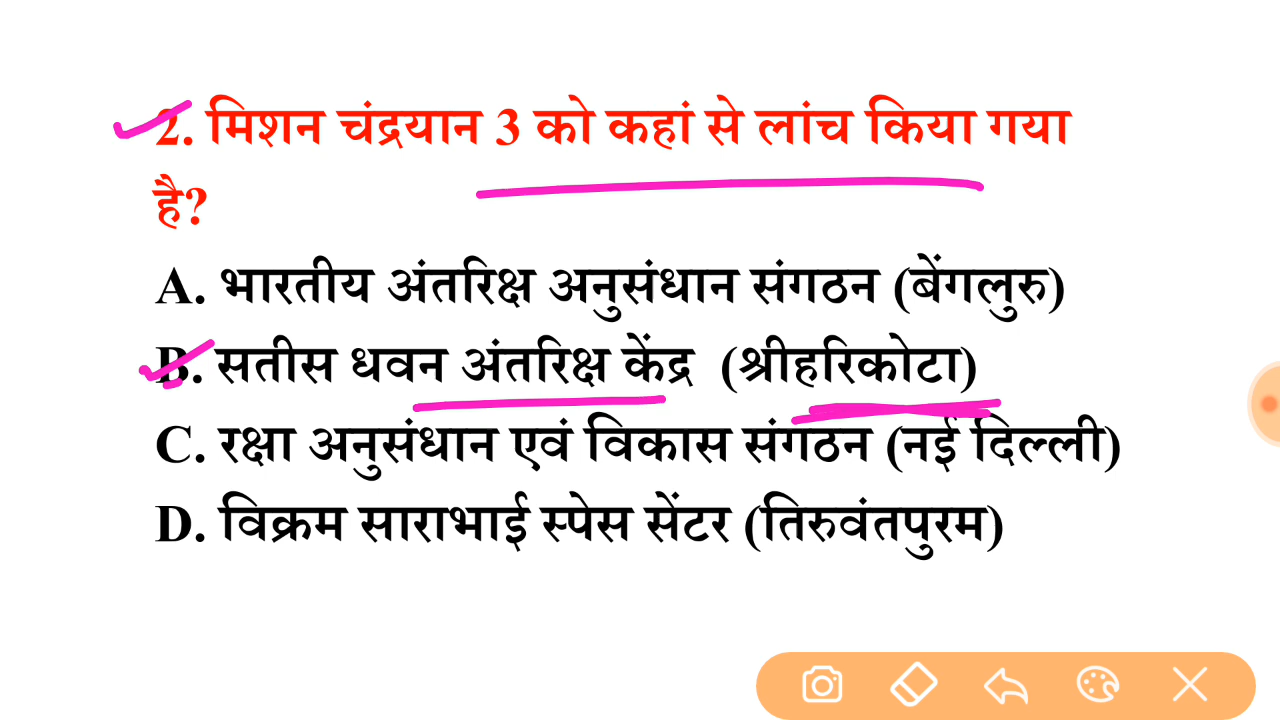 2. मिशन चंद्रयान 3 को कहां से लांच किया गया
है?
A. भारतीय अंतरिक्ष अनुसंधान संगठन (बेंगलुरु)
B. सतीस धवन अंतरिक्ष केंद्र (श्रीहरिकोटा)
C. रक्षा अनुसंधान एवं विकास संगठन (नई दिल्ली)
D. विक्रम साराभाई स्पेस सेंटर (तिरुवंतपुरम)